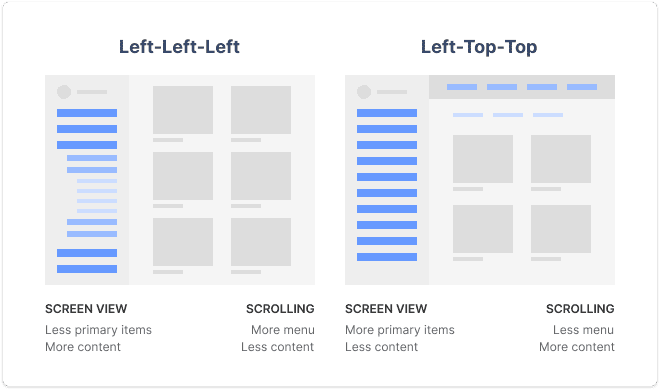 Left-Left-Left
Left-Top-Top
SCREEN VIEW
SCROLLING
Less primary items
More menu
More content
Less content
SCREEN VIEW
SCROLLING
More primary items
Less menu
Less content
More content